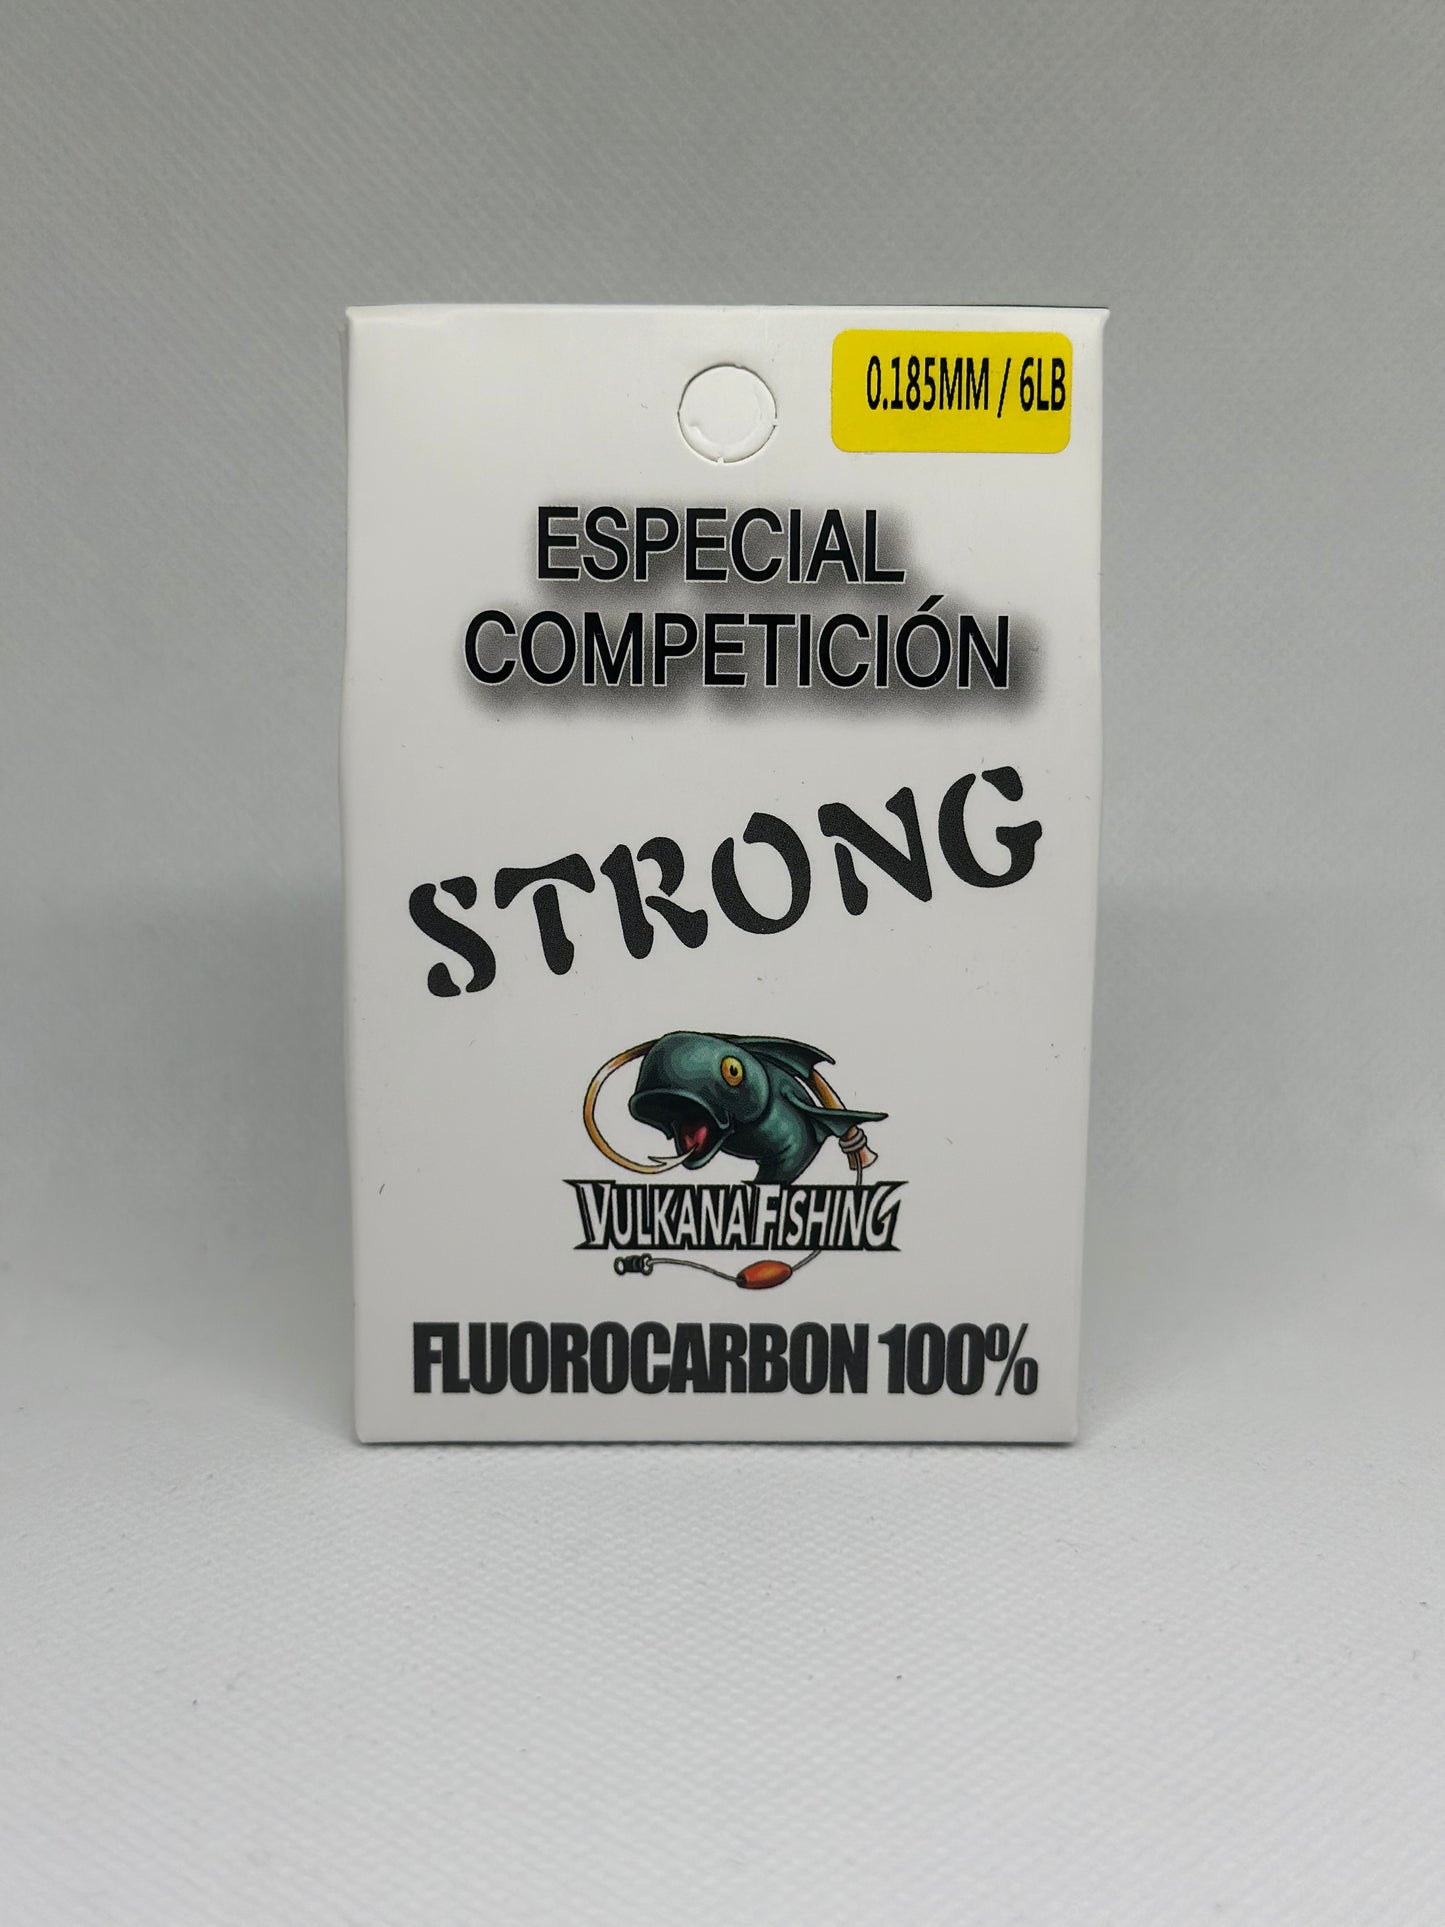 0.185MM / 6LB
ESPECIAL
COMPETICIÓN
STRONG
VULKANA FISHING
FLUOROCARBON 100%